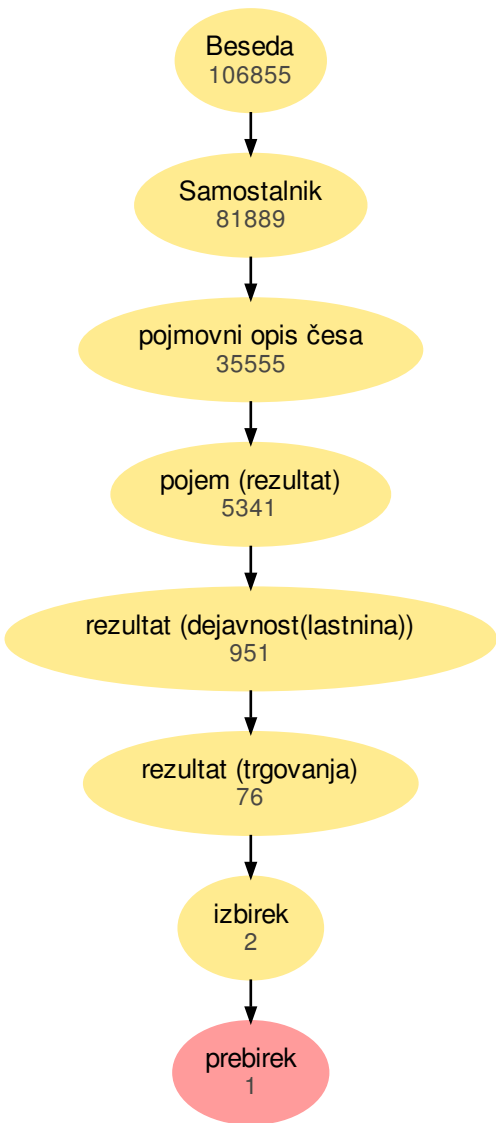 Beseda
106855
Samostalnik
81889
pojmovni opis česa
35555
pojem (rezultat)
5341
rezultat (dejavnost(lastnina))
951
rezultat (trgovanja)
76
izbirek
2
prebirek
1